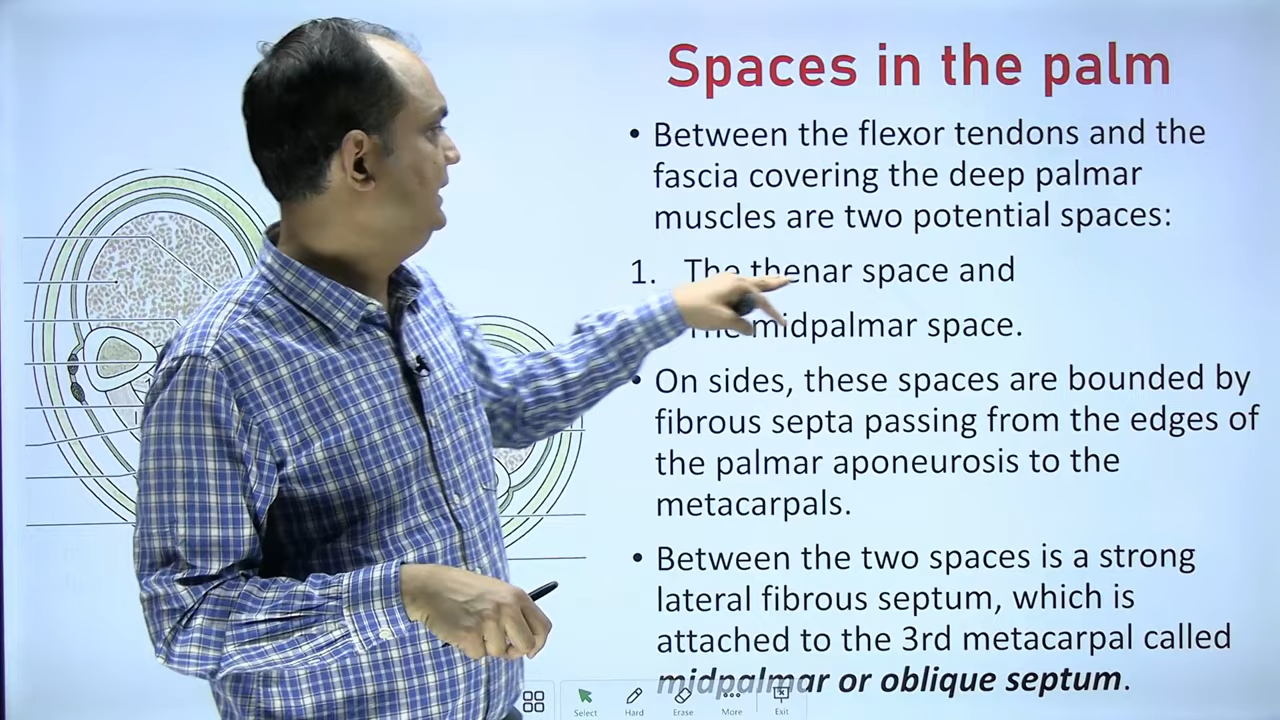 Spaces in the palm
• Between the flexor tendons and the
fascia covering the deep palmar
muscles are two potential spaces:
1. The thenar space and
The midpalmar space.
• On sides, these spaces are bounded by
fibrous septa passing from the edges of
the palmar aponeurosis to the
metacarpals.
• Between the two spaces is a strong
lateral fibrous septum, which is
attached to the 3rd metacarpal called
midpalmar or oblique septum.
Select Hard Erase More Exit